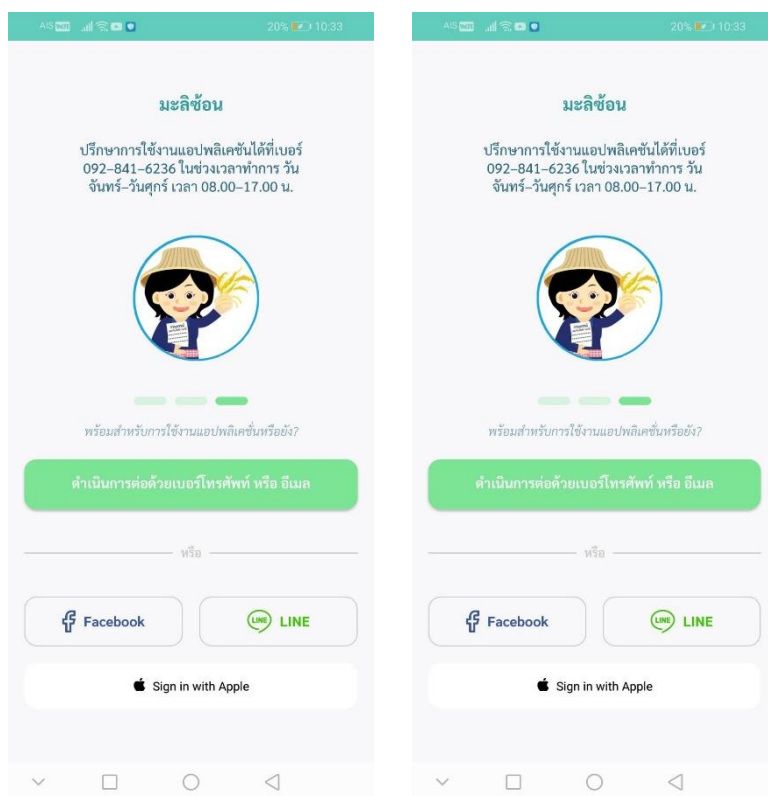 AIS 20% 10:33
มะลิซ้อน
ปรึกษาการใช้งานแอปพลิเคชันได้ที่เบอร์
092–841–6236 ในช่วงเวลาทำการ วัน
จันทร์–วันศุกร์ เวลา 08.00–17.00 น.
พร้อมสำหรับการใช้งานแอปพลิเคชั่นหรือยัง?
ดำเนินการต่อด้วยเบอร์โทรศัพท์ หรือ อีเมล
หรือ
Facebook
LINE LINE
Sign in with Apple
AIS 20% 10:33
มะลิซ้อน
ปรึกษาการใช้งานแอปพลิเคชันได้ที่เบอร์
092–841–6236 ในช่วงเวลาทำการ วัน
จันทร์–วันศุกร์ เวลา 08.00–17.00 น.
พร้อมสำหรับการใช้งานแอปพลิเคชั่นหรือยัง?
ดำเนินการต่อด้วยเบอร์โทรศัพท์ หรือ อีเมล
หรือ
Facebook
LINE LINE
Sign in with Apple